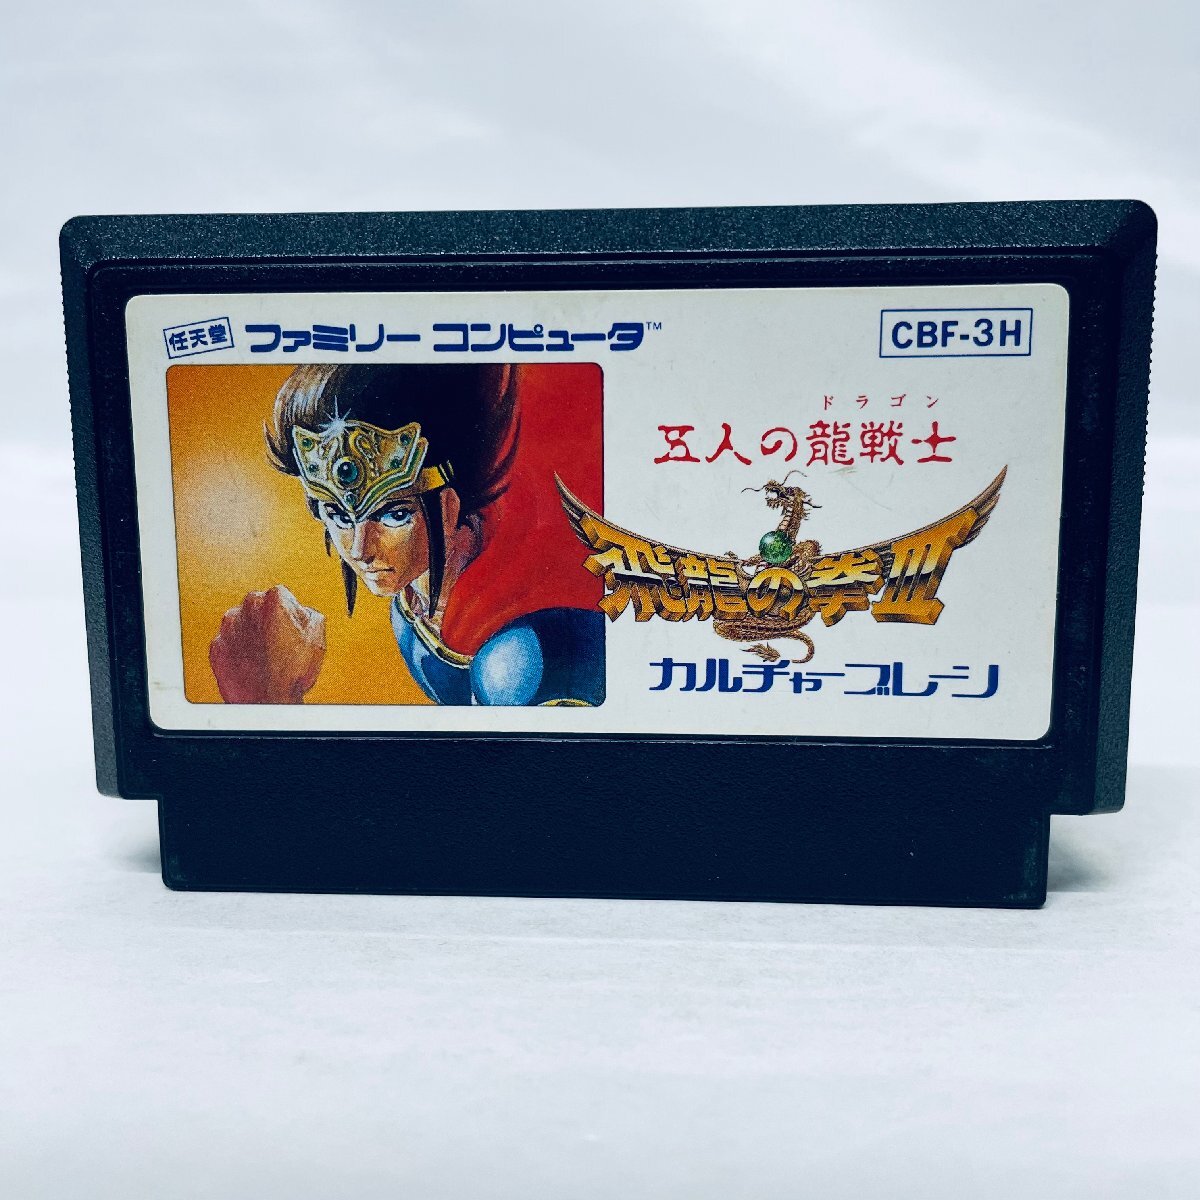 任天堂 ファミリー コンピュータ™
CBF-3H
ドラゴン
五人の龍戦士
飛龍の拳III
カルチャーブレーン